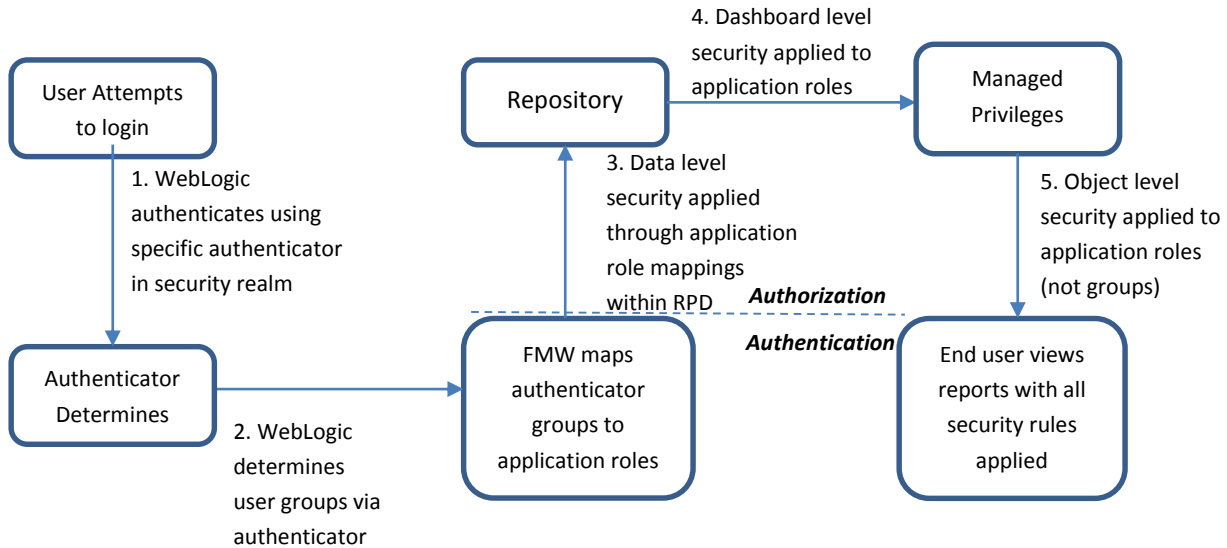 User Attempts
to login
1. WebLogic
authenticates using
specific authenticator
in security realm
Authenticator
Determines
2. WebLogic
determines
user groups via
authenticator
FMW maps
authenticator
groups to
application roles
3. Data level
security applied
through application
role mappings
within RPD
Authorization
Authentication
Repository
4. Dashboard level
security applied to
application roles
Managed
Privileges
5. Object level
security applied to
application roles
(not groups)
End user views
reports with all
security rules
applied